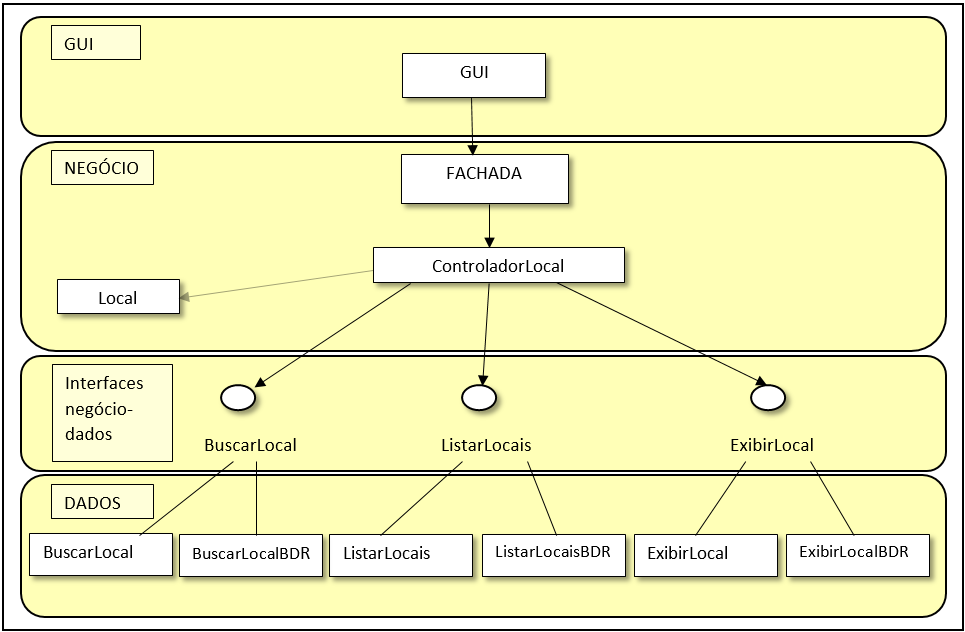 GUI
GUI
NEGÓCIO
FACHADA
ControladorLocal
Local
Interfaces
negócio-
dados
BuscarLocal
ListarLocais
ExibirLocal
DADOS
BuscarLocal
BuscarLocalBDR
ListarLocais
ListarLocaisBDR
ExibirLocal
ExibirLocalBDR